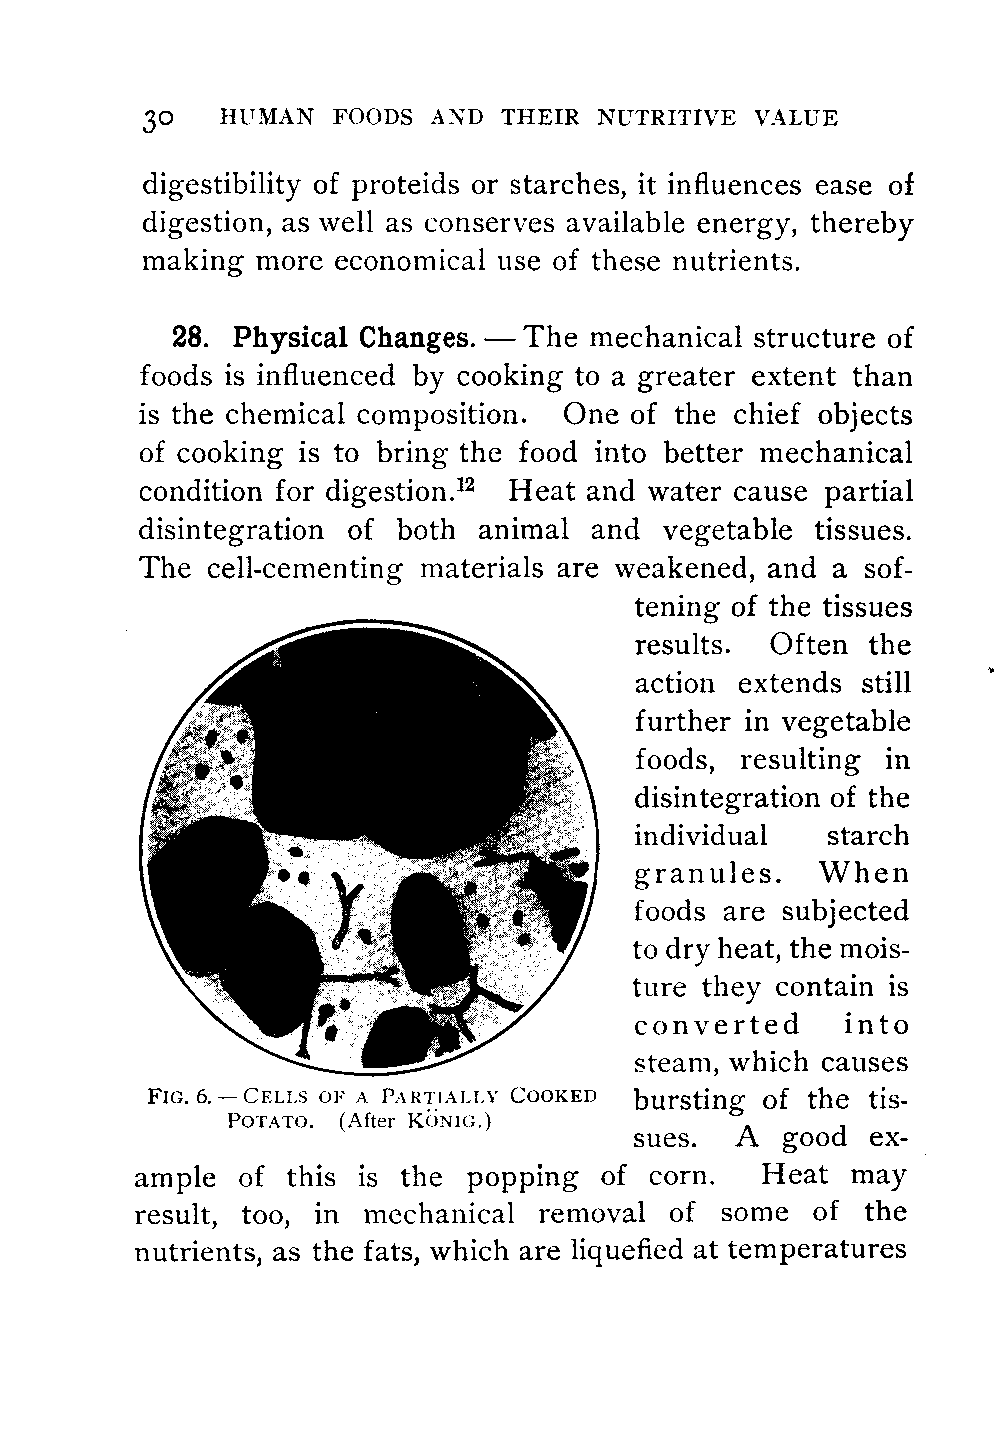 30 HUMAN FOODS AND THEIR NUTRITIVE VALUE
digestibility of proteids or starches, it influences ease of
digestion, as well as conserves available energy, thereby
making more economical use of these nutrients.
28. Physical Changes. — The mechanical structure of
foods is influenced by cooking to a greater extent than
is the chemical composition. One of the chief objects
of cooking is to bring the food into better mechanical
condition for digestion.¹² Heat and water cause partial
disintegration of both animal and vegetable tissues.
The cell-cementing materials are weakened, and a sof-
tening of the tissues
results. Often the
action extends still
further in vegetable
foods, resulting in
disintegration of the
individual starch
granules. When
foods are subjected
to dry heat, the mois-
ture they contain is
converted into
steam, which causes
bursting of the tis-
sues. A good ex-
FIG. 6. — CELLS OF A PARTIALLY COOKED
POTATO. (After KÖNIG.)
ample of this is the popping of corn. Heat may
result, too, in mechanical removal of some of the
nutrients, as the fats, which are liquefied at temperatures